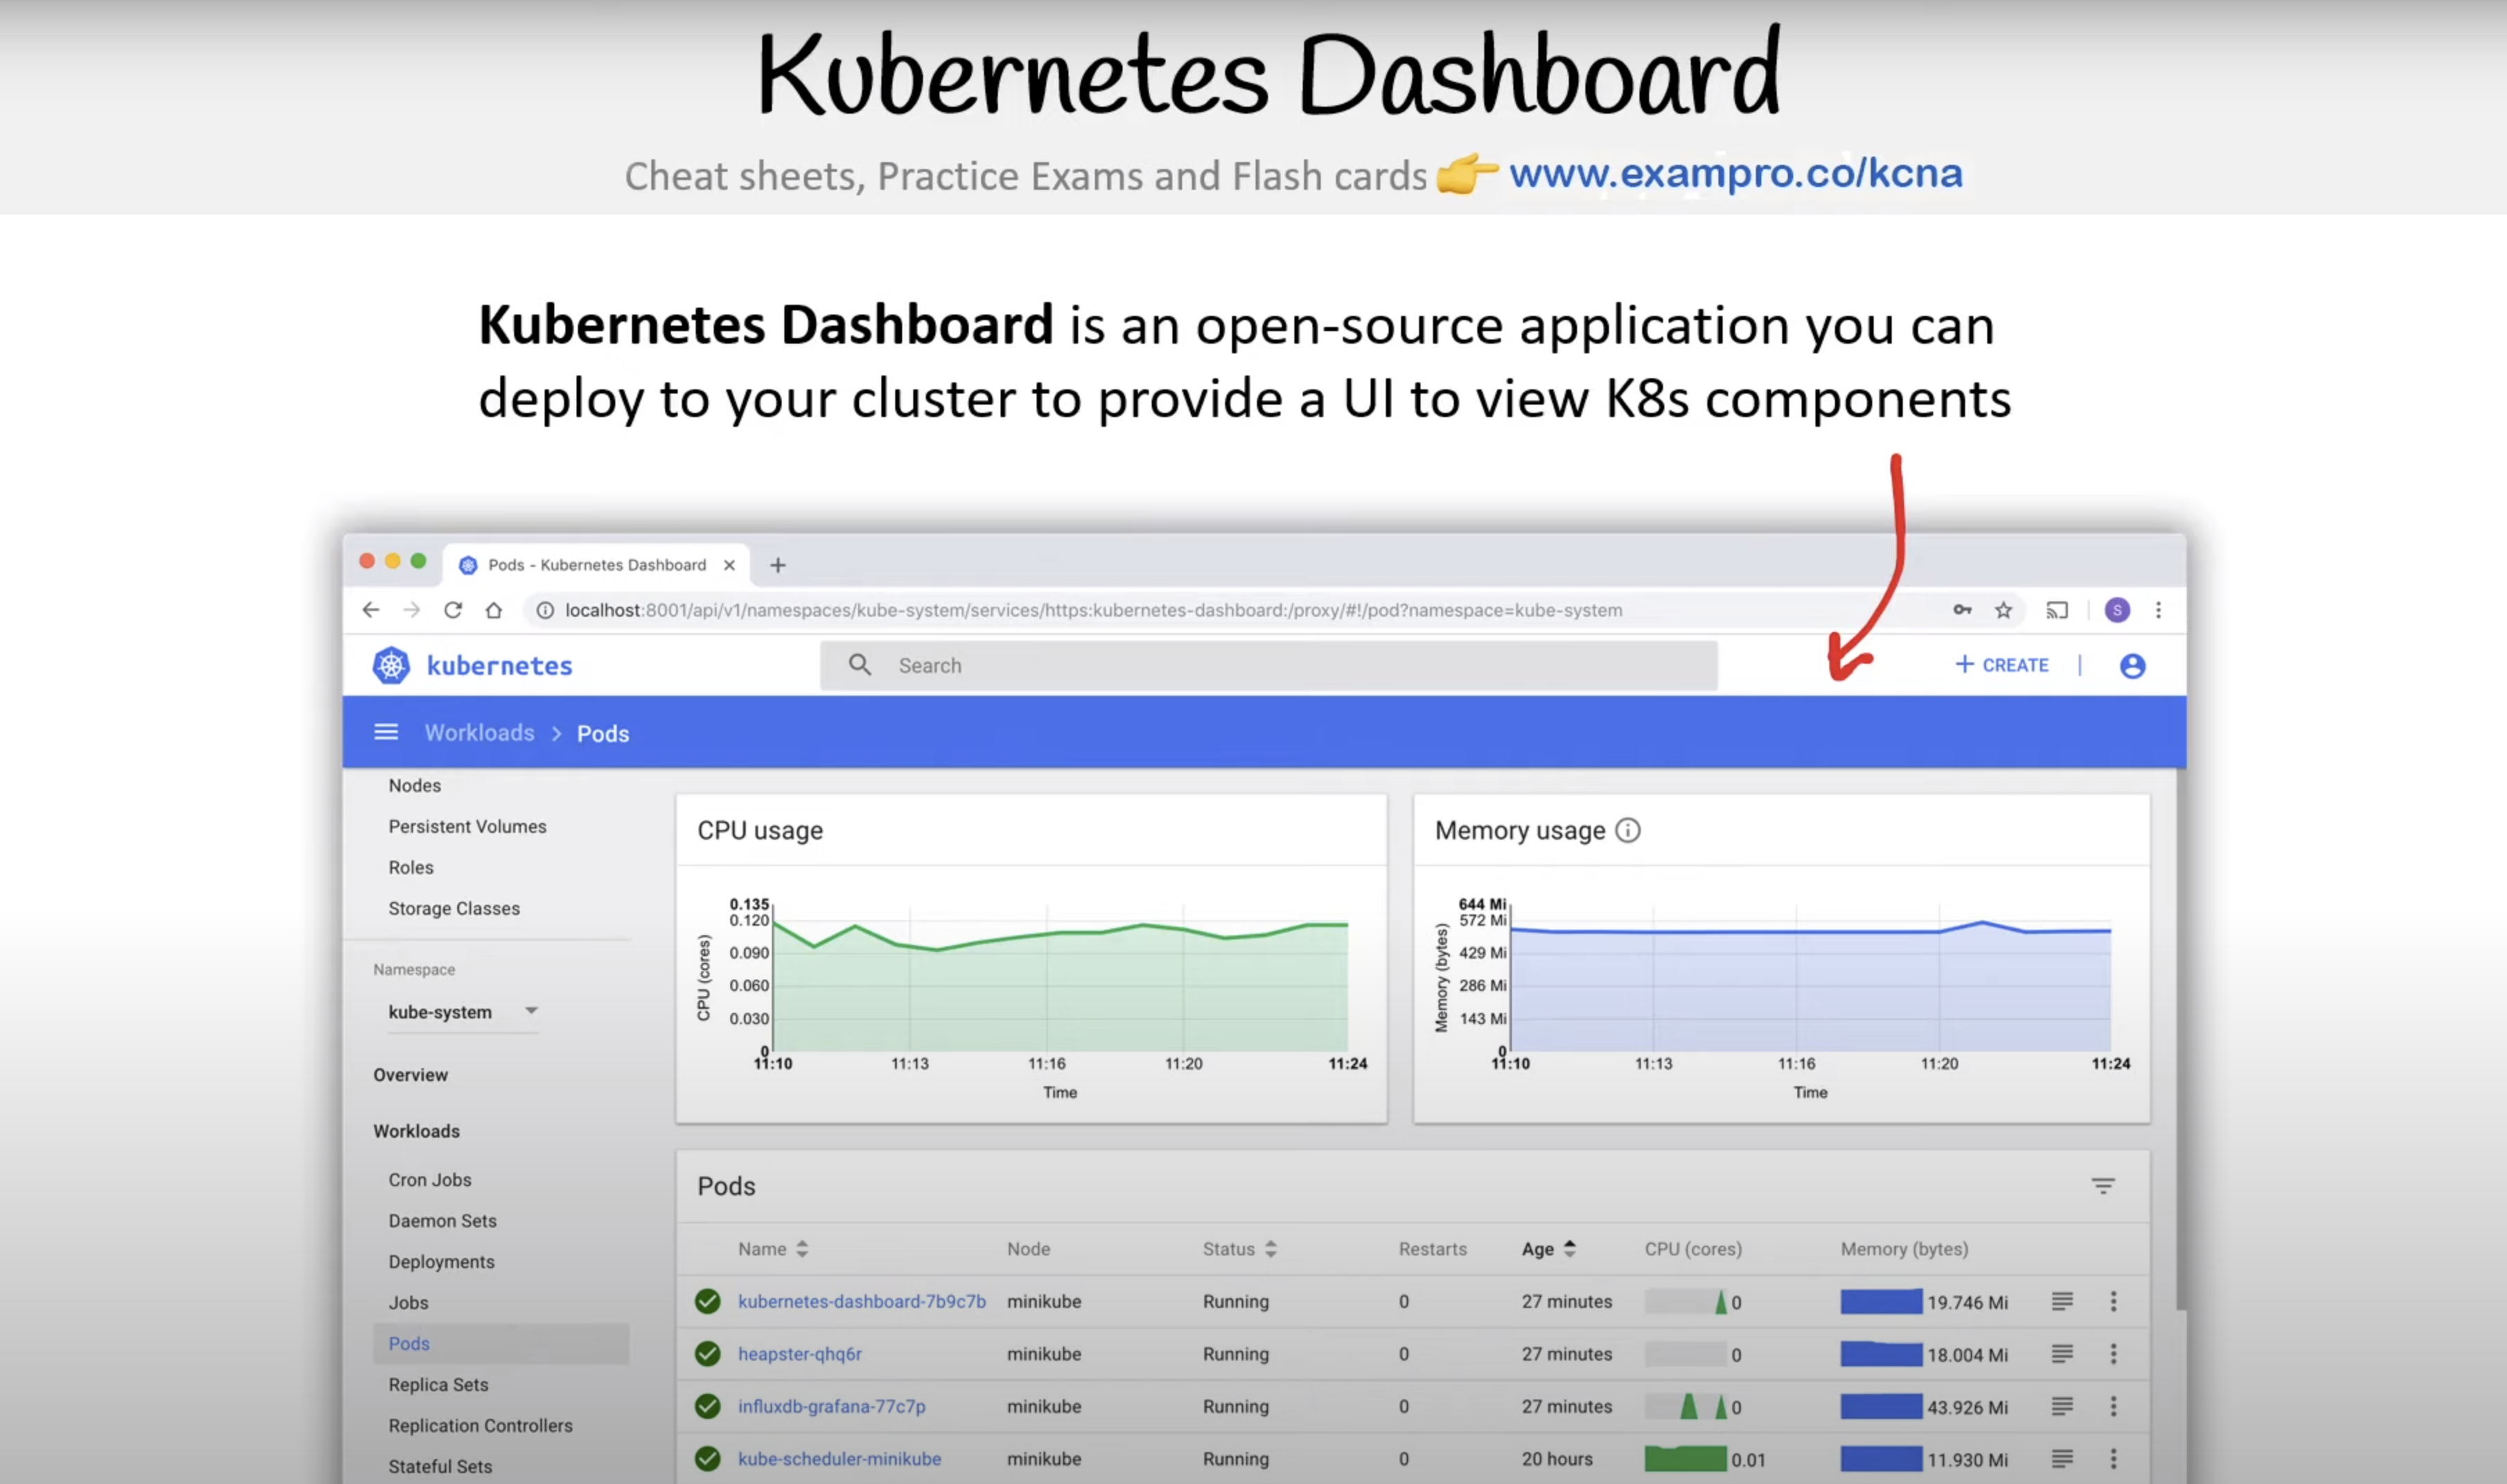 Kubernetes Dashboard
Cheat sheets, Practice Exams and Flash cards 👉 www.exampro.co/kcna
Kubernetes Dashboard is an open-source application you can
deploy to your cluster to provide a UI to view K8s components
Pods - Kubernetes Dashboard
localhost:8001/api/v1/namespaces/kube-system/services/https:kubernetes-dashboard:/proxy/#!/pod?namespace=kube-system
S
kubernetes
Search
+ CREATE
Workloads > Pods
Nodes
Persistent Volumes
Roles
Storage Classes
Namespace
kube-system
Overview
Workloads
Cron Jobs
Daemon Sets
Deployments
Jobs
Pods
Replica Sets
Replication Controllers
Stateful Sets
CPU usage
CPU (cores)
0.135
0.120
0.090
0.060
0.030
0
11:10 11:13 11:16 11:20 11:24
Time
Memory usage
Memory (bytes)
644 Mi
572 Mi
429 Mi
286 Mi
143 Mi
0
11:10 11:13 11:16 11:20 11:24
Time
Pods
Name Node Status Restarts Age CPU (cores) Memory (bytes)
kubernetes-dashboard-7b9c7b minikube Running 0 27 minutes 0 19.746 Mi
heapster-qhq6r minikube Running 0 27 minutes 0 18.004 Mi
influxdb-grafana-77c7p minikube Running 0 27 minutes 0 43.926 Mi
kube-scheduler-minikube minikube Running 0 20 hours 0.01 11.930 Mi